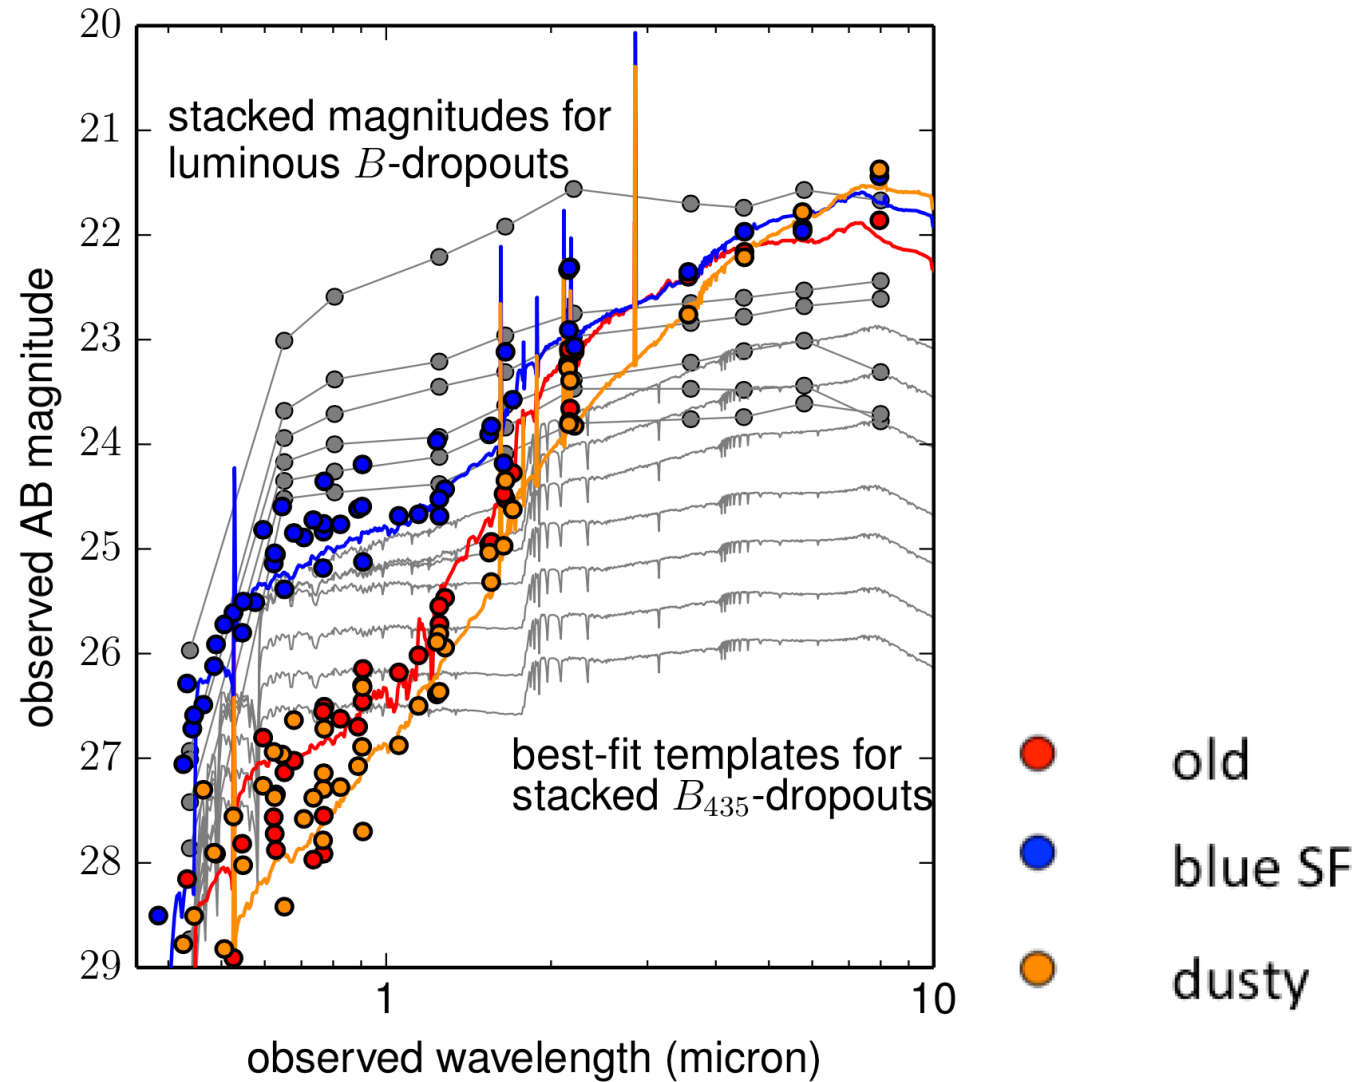 20
21
22
23
24
25
26
27
28
29
observed AB magnitude
stacked magnitudes for
luminous B-dropouts
best-fit templates for
stacked B₄₃₅-dropouts
1
10
observed wavelength (micron)
old
blue SF
dusty